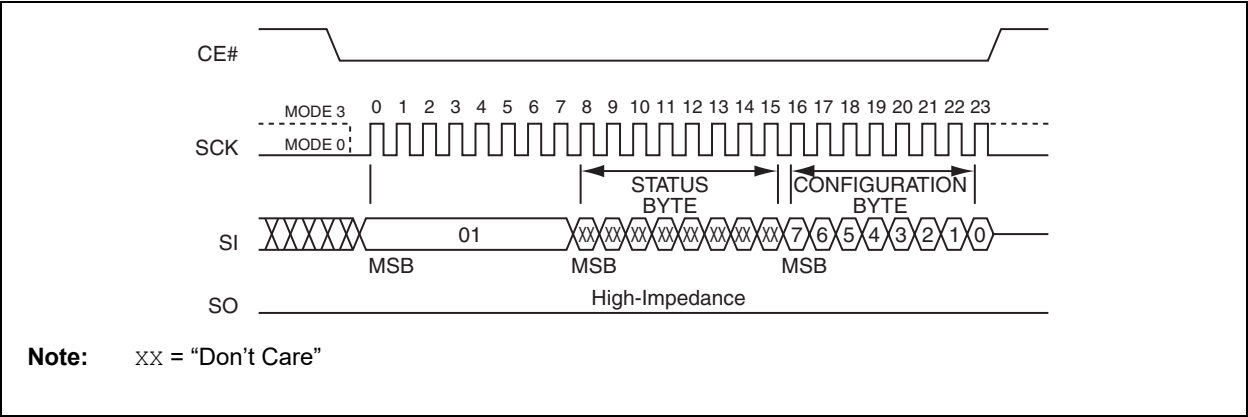 CE#
MODE 3 0 1 2 3 4 5 6 7 8 9 10 11 12 13 14 15 16 17 18 19 20 21 22 23
SCK MODE 0
STATUS BYTE
CONFIGURATION BYTE
SI 01 XX XX XX XX XX XX XX XX 7 6 5 4 3 2 1 0
MSB MSB MSB
SO High-Impedance
Note: XX = “Don’t Care”